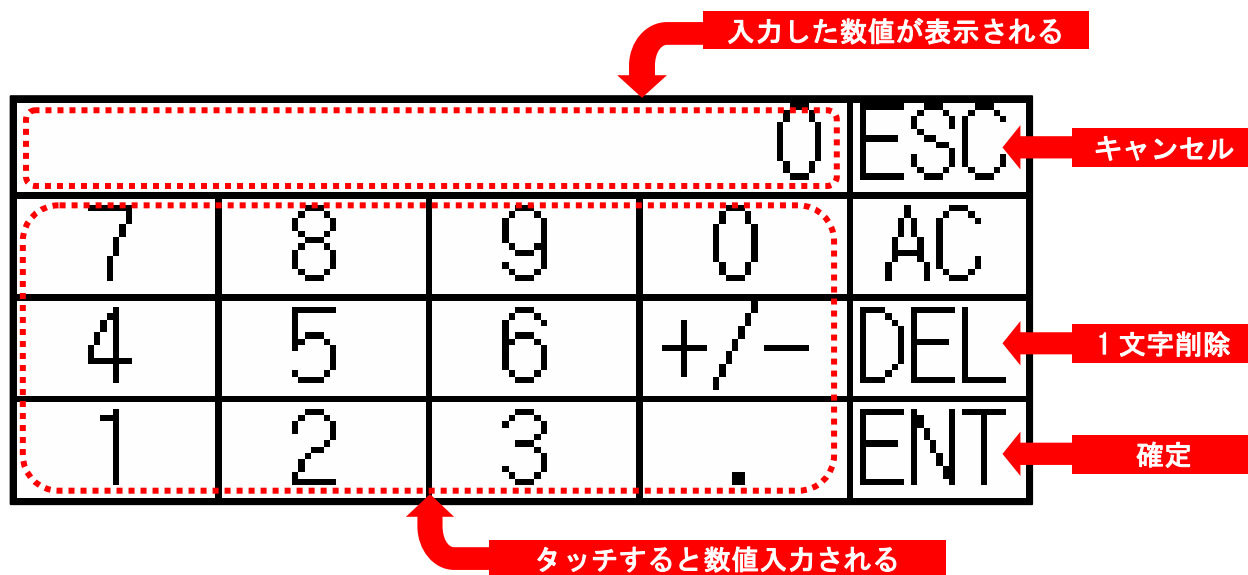 入力した数値が表示される
0 ESC
キャンセル
7 8 9 0 AC
4 5 6 +/- DEL
1文字削除
1 2 3 . ENT
確定
タッチすると数値入力される